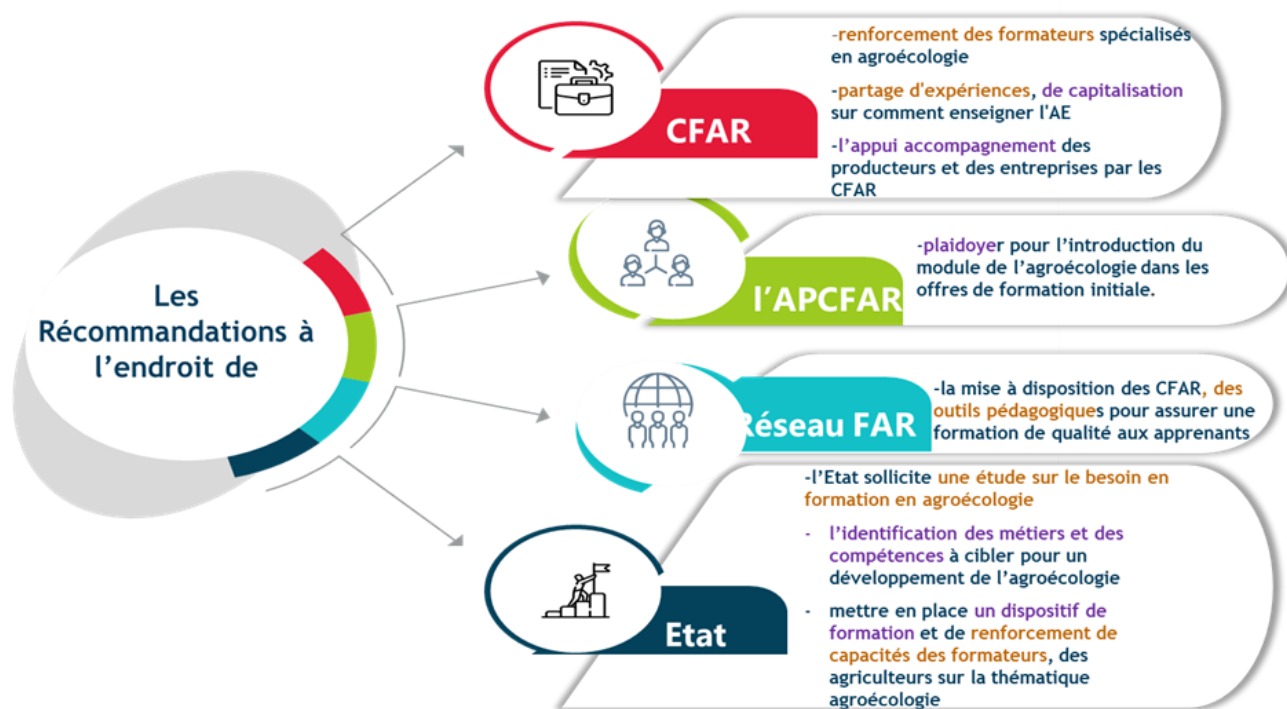 Les
Récommandations à
l’endroit de
CFAR
-renforcement des formateurs spécialisés
en agroécologie
-partage d'expériences, de capitalisation
sur comment enseigner l'AE
-l’appui accompagnement des
producteurs et des entreprises par les
CFAR
l’APCFAR
-plaidoyer pour l’introduction du
module de l’agroécologie dans les
offres de formation initiale.
Réseau FAR
-la mise à disposition des CFAR, des
outils pédagogiques pour assurer une
formation de qualité aux apprenants
Etat
-l’Etat sollicite une étude sur le besoin en
formation en agroécologie
- l’identification des métiers et des
compétences à cibler pour un
développement de l’agroécologie
- mettre en place un dispositif de
formation et de renforcement de
capacités des formateurs, des
agriculteurs sur la thématique
agroécologie